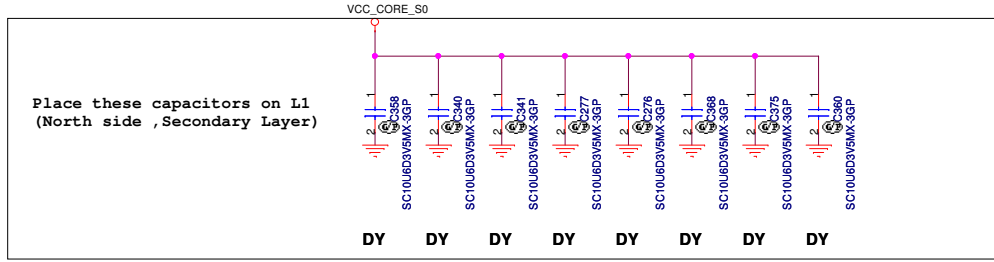 VCC_CORE_S0
Place these capacitors on L1
(North side ,Secondary Layer)
1
2
C358
SC10U6D3V5MX-3GP
1
2
C340
SC10U6D3V5MX-3GP
1
2
C341
SC10U6D3V5MX-3GP
1
2
C277
SC10U6D3V5MX-3GP
1
2
C276
SC10U6D3V5MX-3GP
1
2
C368
SC10U6D3V5MX-3GP
1
2
C375
SC10U6D3V5MX-3GP
1
2
C360
SC10U6D3V5MX-3GP
DY DY DY DY DY DY DY DY